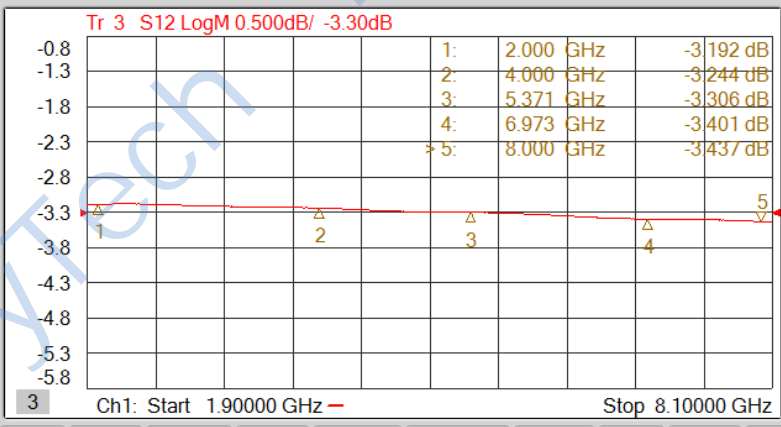 Tr 3 S12 LogM 0.500dB/ -3.30dB
-0.8
-1.3
-1.8
-2.3
-2.8
-3.3
-3.8
-4.3
-4.8
-5.3
-5.8
1: 2.000 GHz -3.192 dB
2: 4.000 GHz -3.244 dB
3: 5.371 GHz -3.306 dB
4: 6.973 GHz -3.401 dB
> 5: 8.000 GHz -3.437 dB
1
2
3
4
5
3
Ch1: Start 1.90000 GHz
Stop 8.10000 GHz
yTech